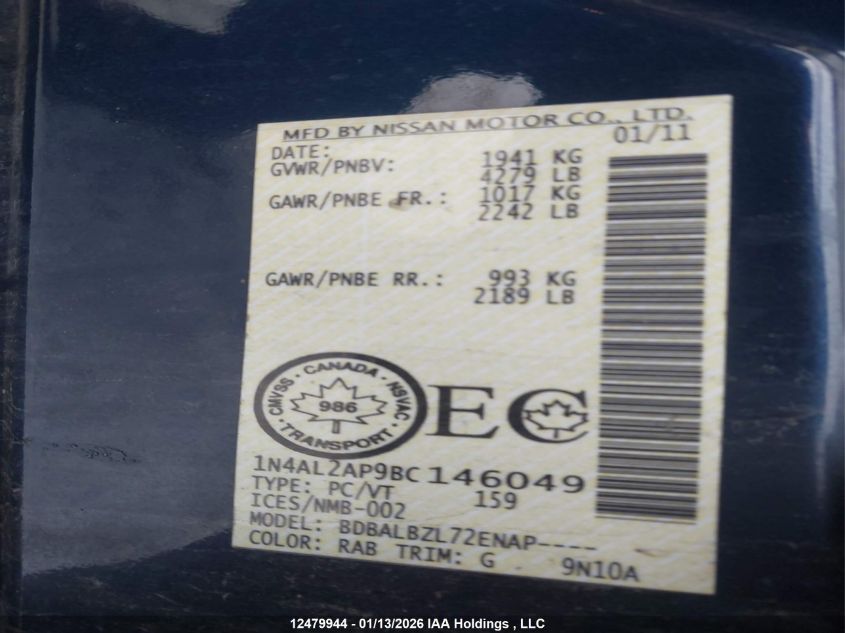 MFD BY NISSAN MOTOR CO., LTD.
DATE: 01/11
GVWR/PNBV: 1941 KG
4279 LB
GAWR/PNBE FR.: 1017 KG
2242 LB
GAWR/PNBE RR.: 993 KG
2189 LB
CANADA
CMVSS
NSVAC
986
TRANSPORT
EC
1N4AL2AP9BC146049
TYPE: PC/VT 159
ICES/NMB-002
MODEL: BDBALBZL72ENAP----
COLOR: RAB TRIM: G 9N10A
12479944 - 01/13/2026 IAA Holdings , LLC